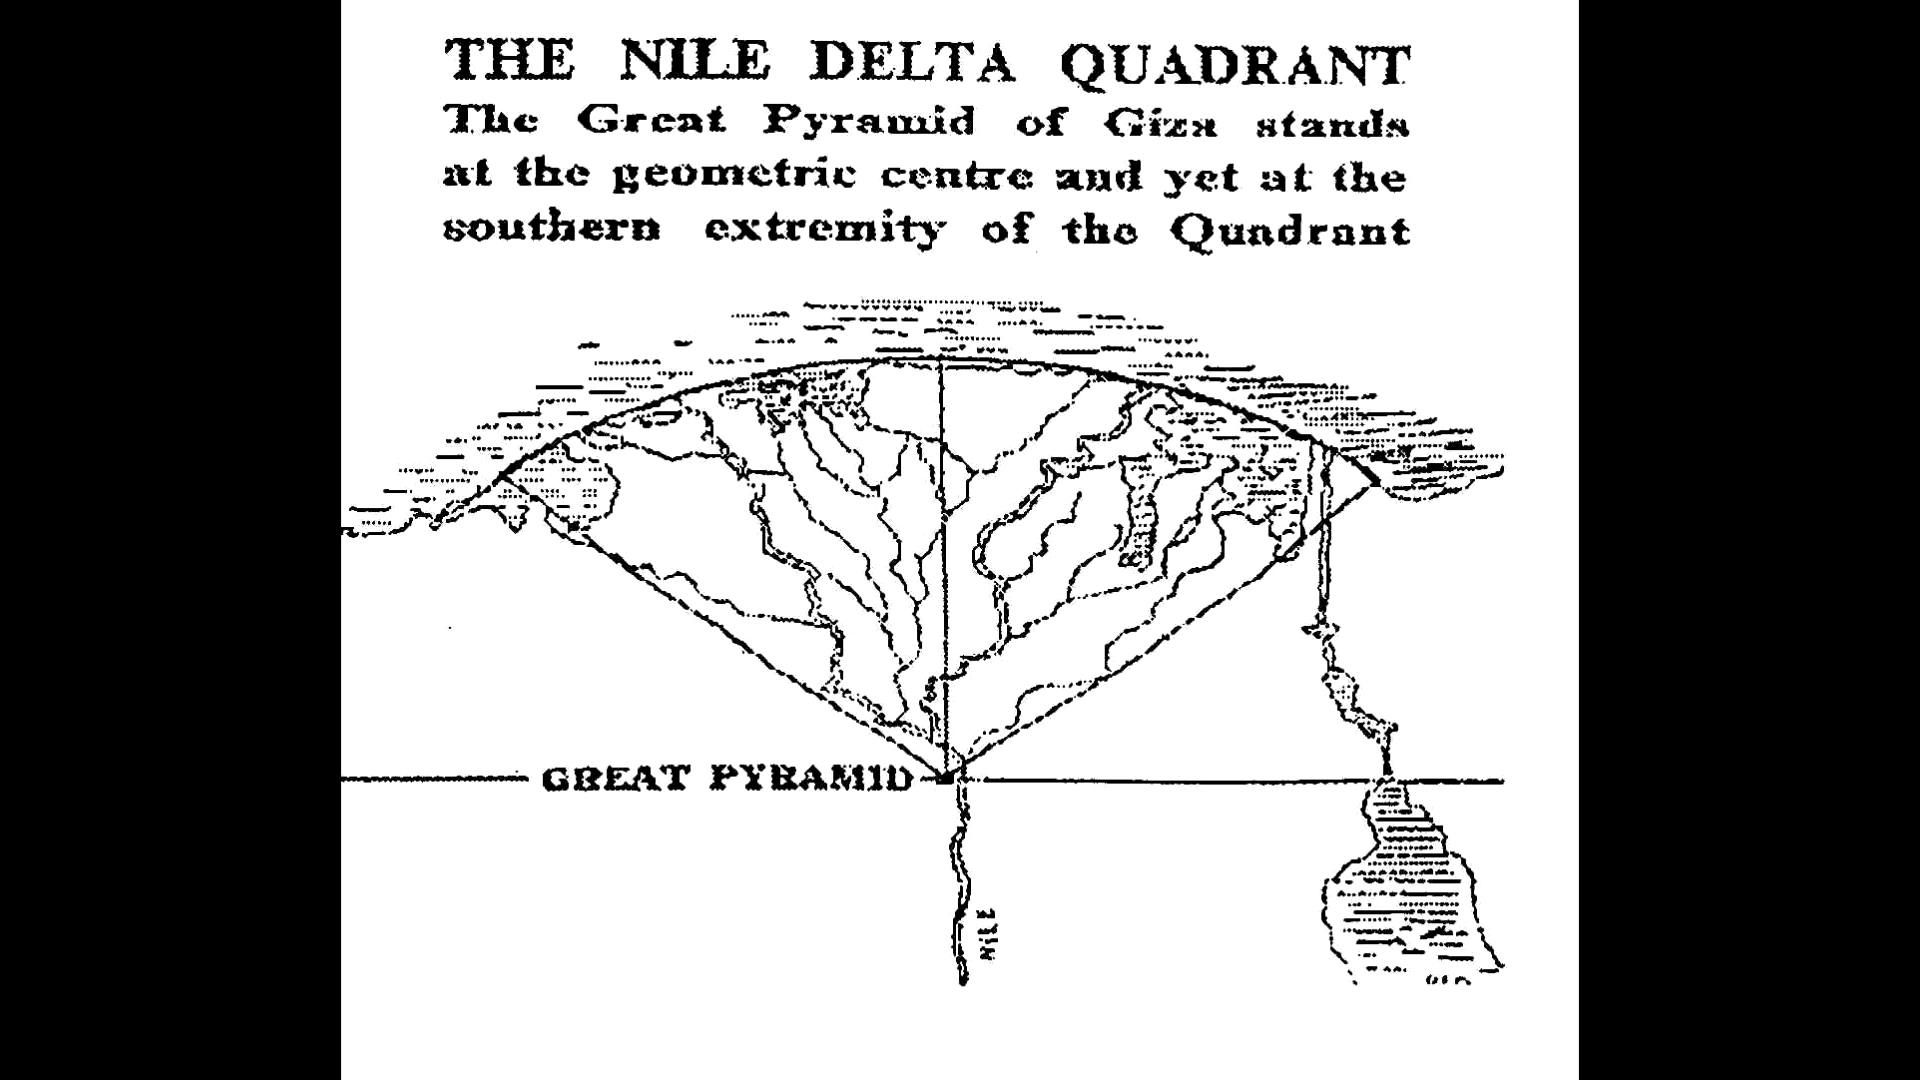 THE NILE DELTA QUADRANT
The Great Pyramid of Giza stands
at the geometric centre and yet at the
southern extremity of the Quadrant
GREAT PYRAMID
NILE